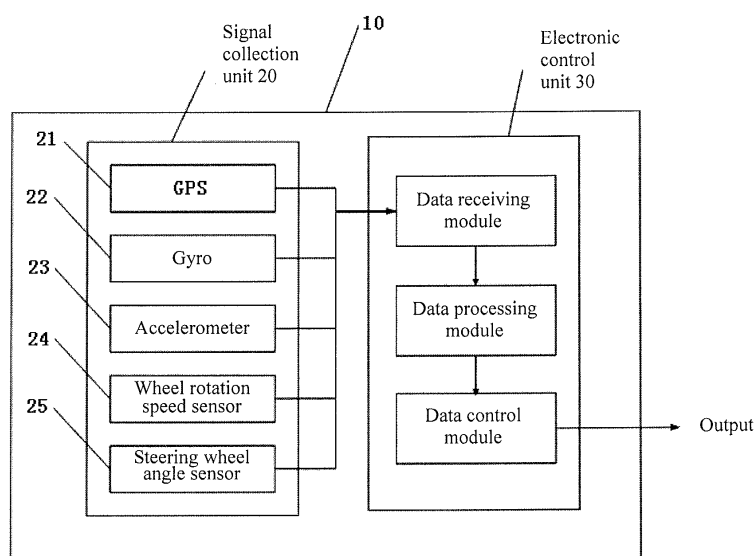 Signal
collection
unit 20
10
Electronic
control
unit 30
21
GPS
22
Gyro
23
Accelerometer
24
Wheel rotation
speed sensor
25
Steering wheel
angle sensor
Data receiving
module
Data processing
module
Data control
module
Output